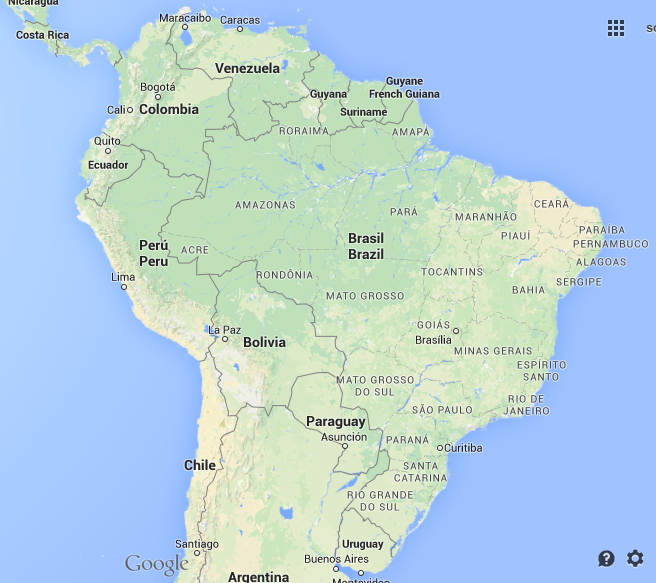 Nicaragua
Costa Rica
Maracaibo
Caracas
Venezuela
Bogotá
Cali
Colombia
Guyana
Guyane
French Guiana
Suriname
Quito
Ecuador
RORAIMA
AMAPÁ
AMAZONAS
PARÁ
MARANHÃO
CEARÁ
PIAUÍ
PARAÍBA
PERNAMBUCO
ALAGOAS
SERGIPE
Perú
Peru
ACRE
Brasil
Brazil
RONDÔNIA
TOCANTINS
BAHIA
Lima
MATO GROSSO
La Paz
Bolivia
GOIÁS
Brasília
MINAS GERAIS
ESPÍRITO
SANTO
MATO GROSSO
DO SUL
SÃO PAULO
RIO DE
JANEIRO
Paraguay
Asunción
PARANÁ
Curitiba
Chile
SANTA
CATARINA
RIO GRANDE
DO SUL
Santiago
Uruguay
Buenos Aires
Google
Argentina
Montevideo